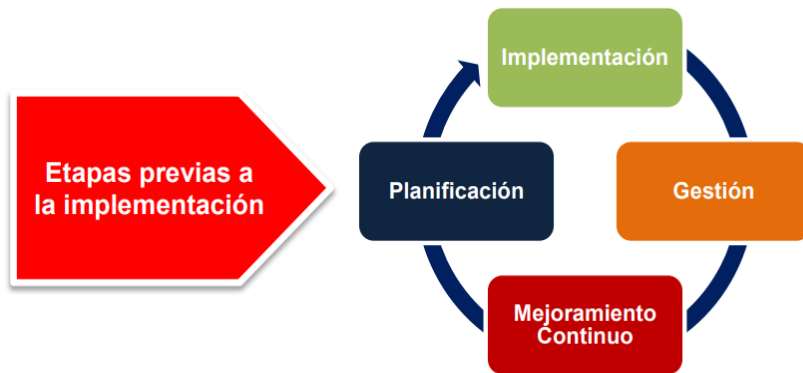 Etapas previas a
la implementación
Implementación
Planificación
Gestión
Mejoramiento
Continuo